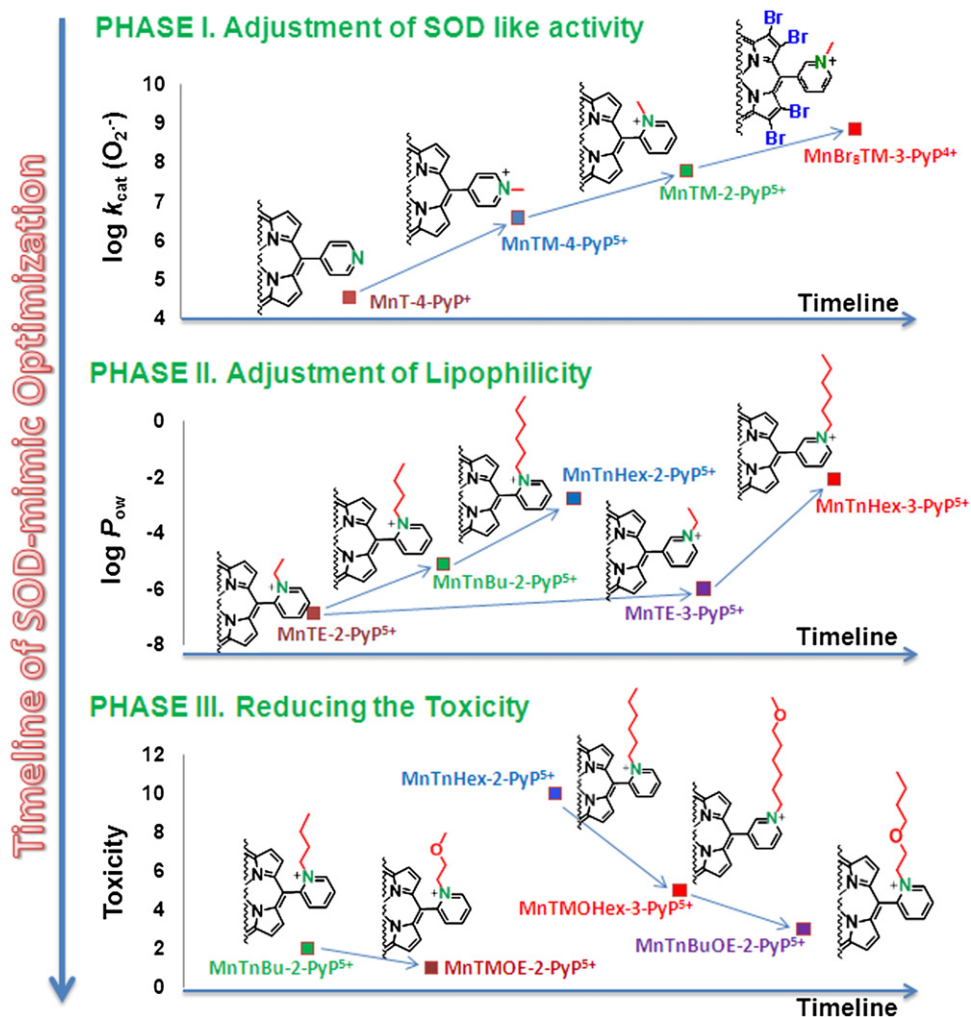 Timeline of SOD-mimic Optimization
PHASE I. Adjustment of SOD like activity
log kcat (O2·-)
10
9
8
7
6
5
4
N
N
N
MnT-4-PyP+
N
N
N
+
MnTM-4-PyP5+
N
N
N
+
MnTM-2-PyP5+
Br
Br
Br
Br
N
N
N
+
MnBr8TM-3-PyP4+
Timeline
PHASE II. Adjustment of Lipophilicity
log Pow
0
-2
-4
-6
-8
N
N
N
+
MnTE-2-PyP5+
N
N
N
+
MnTnBu-2-PyP5+
N
N
N
+
MnTnHex-2-PyP5+
N
N
N
+
MnTE-3-PyP5+
N
N
N
+
MnTnHex-3-PyP5+
Timeline
PHASE III. Reducing the Toxicity
Toxicity
12
10
8
6
4
2
0
N
N
N
+
MnTnBu-2-PyP5+
O
N
N
N
+
MnTMOE-2-PyP5+
MnTnHex-2-PyP5+
N
N
N
+
O
N
N
N
+
MnTMOHex-3-PyP5+
O
N
N
N
+
MnTnBuOE-2-PyP5+
Timeline